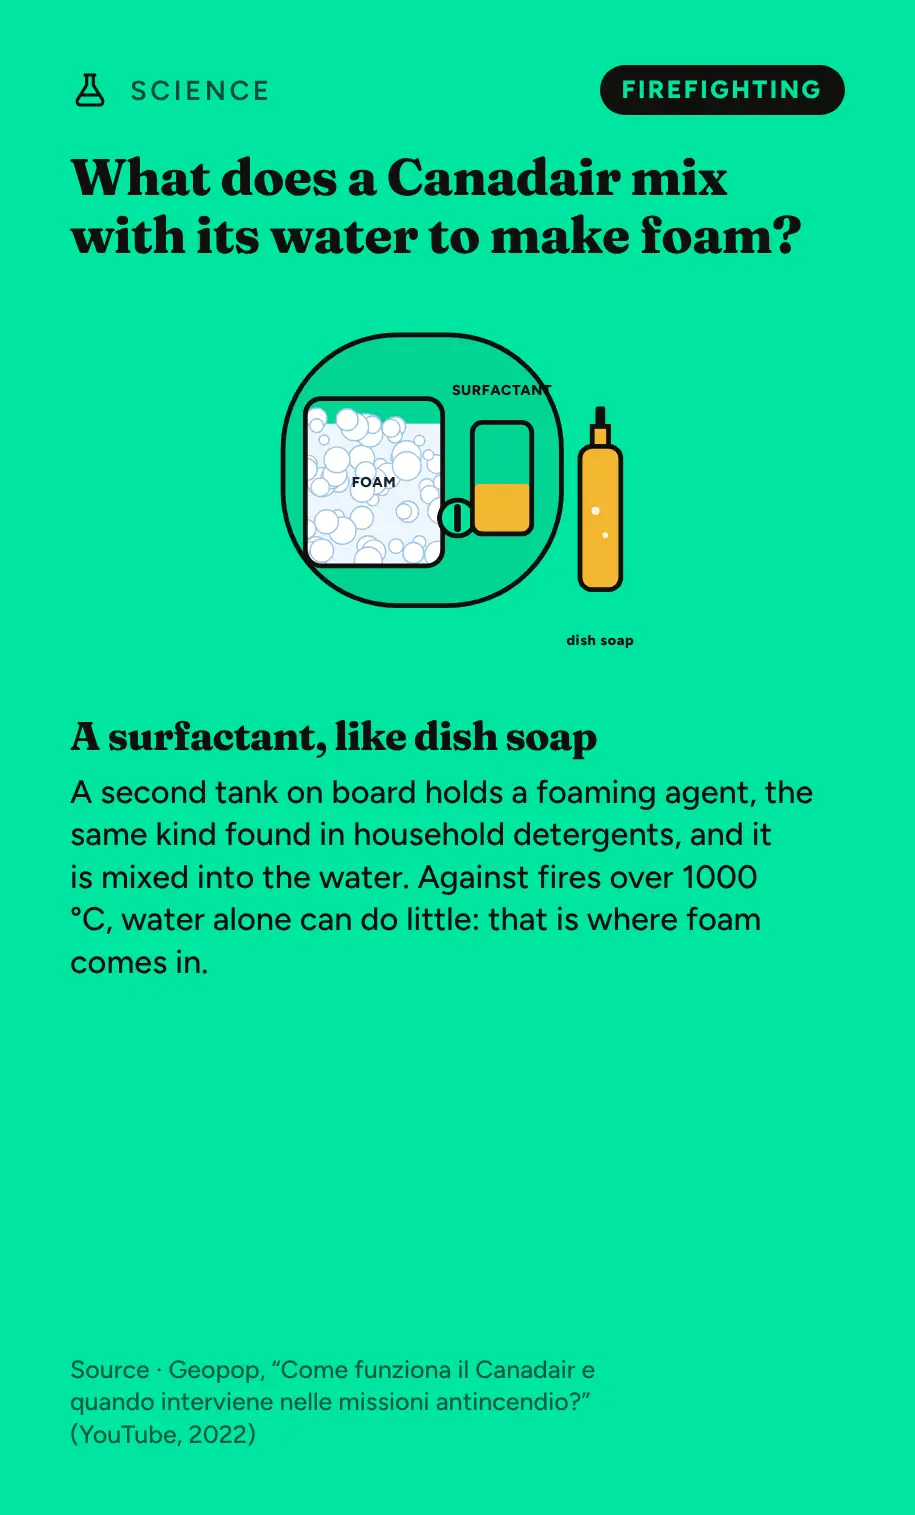 SCIENCE
FIREFIGHTING
What does a Canadair mix
with its water to make foam?
SURFACTANT
FOAM
dish soap
A surfactant, like dish soap
A second tank on board holds a foaming agent, the
same kind found in household detergents, and it
is mixed into the water. Against fires over 1000
°C, water alone can do little: that is where foam
comes in.
Source · Geopop, “Come funziona il Canadair e
quando interviene nelle missioni antincendio?”
(YouTube, 2022)